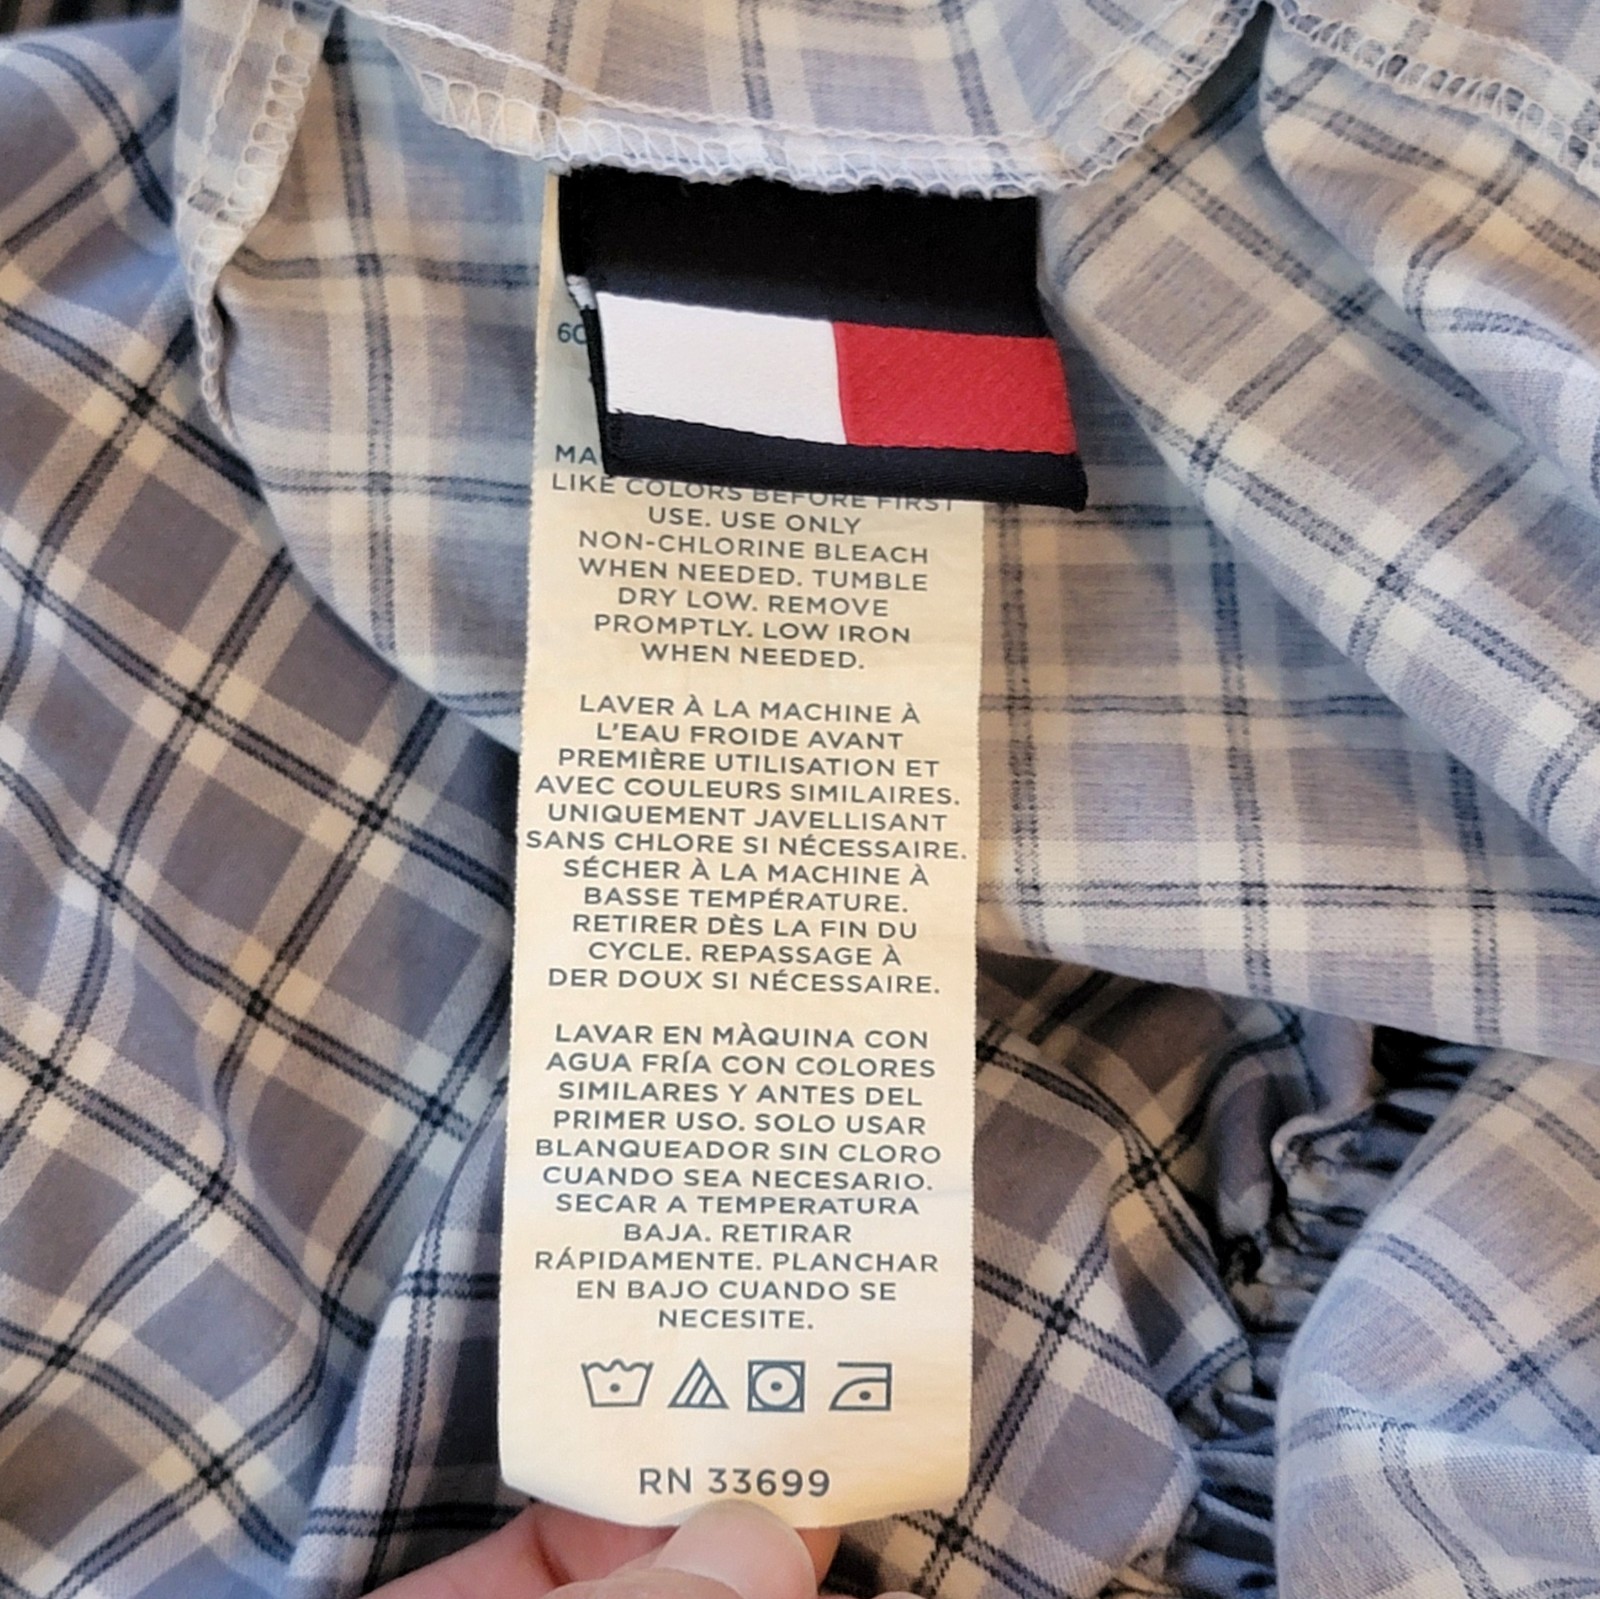 60
MA
LIKE COLORS BEFORE FIRST
USE. USE ONLY
NON-CHLORINE BLEACH
WHEN NEEDED. TUMBLE
DRY LOW. REMOVE
PROMPTLY. LOW IRON
WHEN NEEDED.
LAVER À LA MACHINE À
L'EAU FROIDE AVANT
PREMIÈRE UTILISATION ET
AVEC COULEURS SIMILAIRES.
UNIQUEMENT JAVELLISANT
SANS CHLORE SI NÉCESSAIRE.
SÉCHER À LA MACHINE À
BASSE TEMPÉRATURE.
RETIRER DÈS LA FIN DU
CYCLE. REPASSAGE À
DER DOUX SI NÉCESSAIRE.
LAVAR EN MÀQUINA CON
AGUA FRÍA CON COLORES
SIMILARES Y ANTES DEL
PRIMER USO. SOLO USAR
BLANQUEADOR SIN CLORO
CUANDO SEA NECESARIO.
SECAR A TEMPERATURA
BAJA. RETIRAR
RÁPIDAMENTE. PLANCHAR
EN BAJO CUANDO SE
NECESITE.
RN 33699